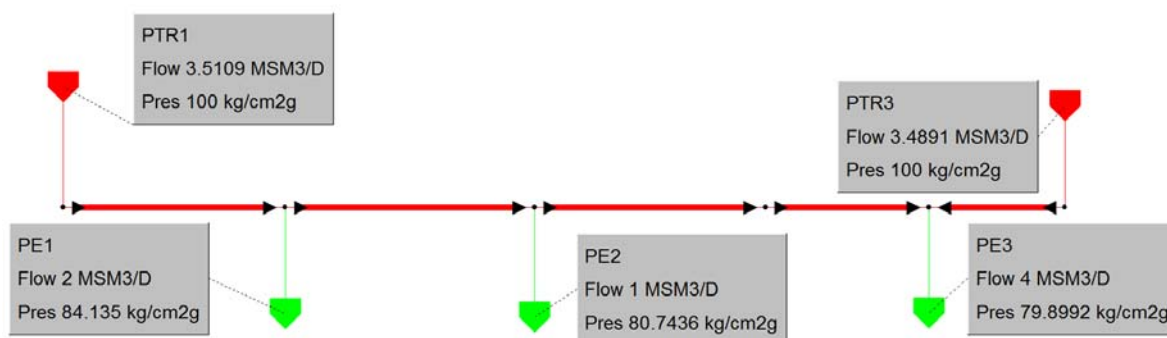 PTR1
Flow 3.5109 MSM3/D
Pres 100 kg/cm2g
PTR3
Flow 3.4891 MSM3/D
Pres 100 kg/cm2g
PE1
Flow 2 MSM3/D
Pres 84.135 kg/cm2g
PE2
Flow 1 MSM3/D
Pres 80.7436 kg/cm2g
PE3
Flow 4 MSM3/D
Pres 79.8992 kg/cm2g